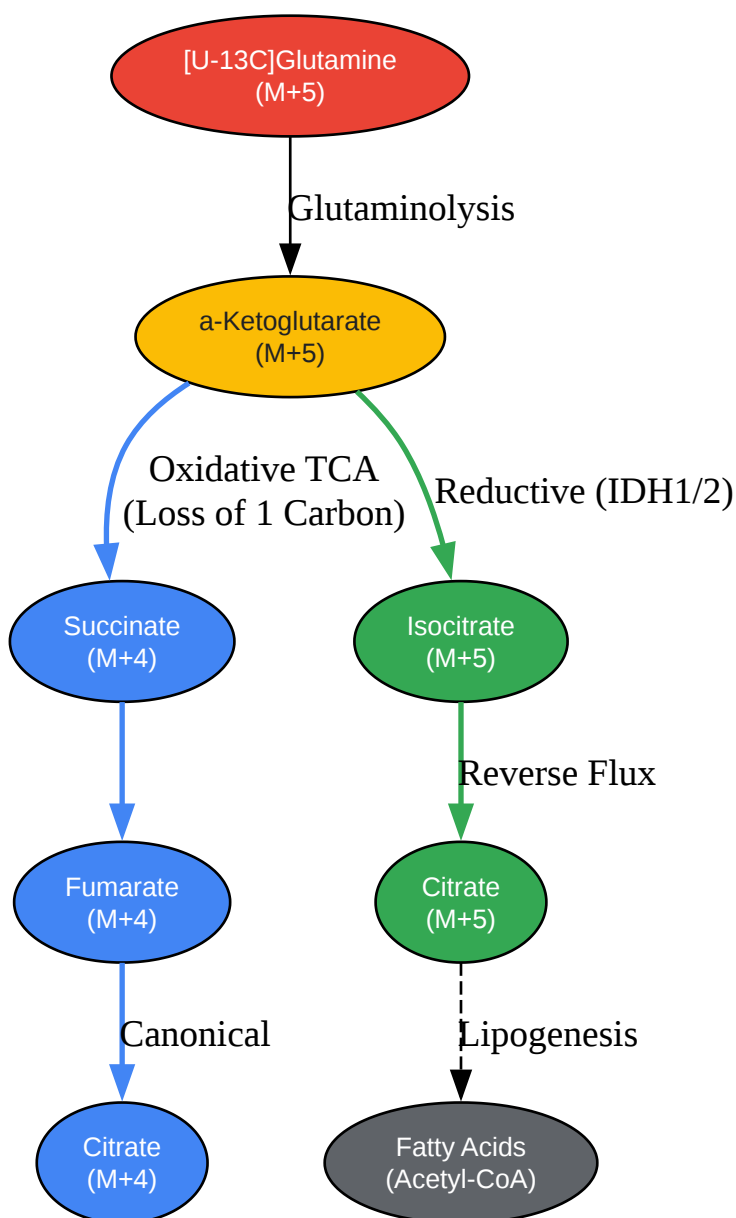 [U-13C]Glutamine
(M+5)
Glutaminolysis
a-Ketoglutarate
(M+5)
Oxidative TCA
(Loss of 1 Carbon)
Reductive (IDH1/2)
Succinate
(M+4)
Isocitrate
(M+5)
Reverse Flux
Fumarate
(M+4)
Citrate
(M+5)
Canonical
Lipogenesis
Citrate
(M+4)
Fatty Acids
(Acetyl-CoA)